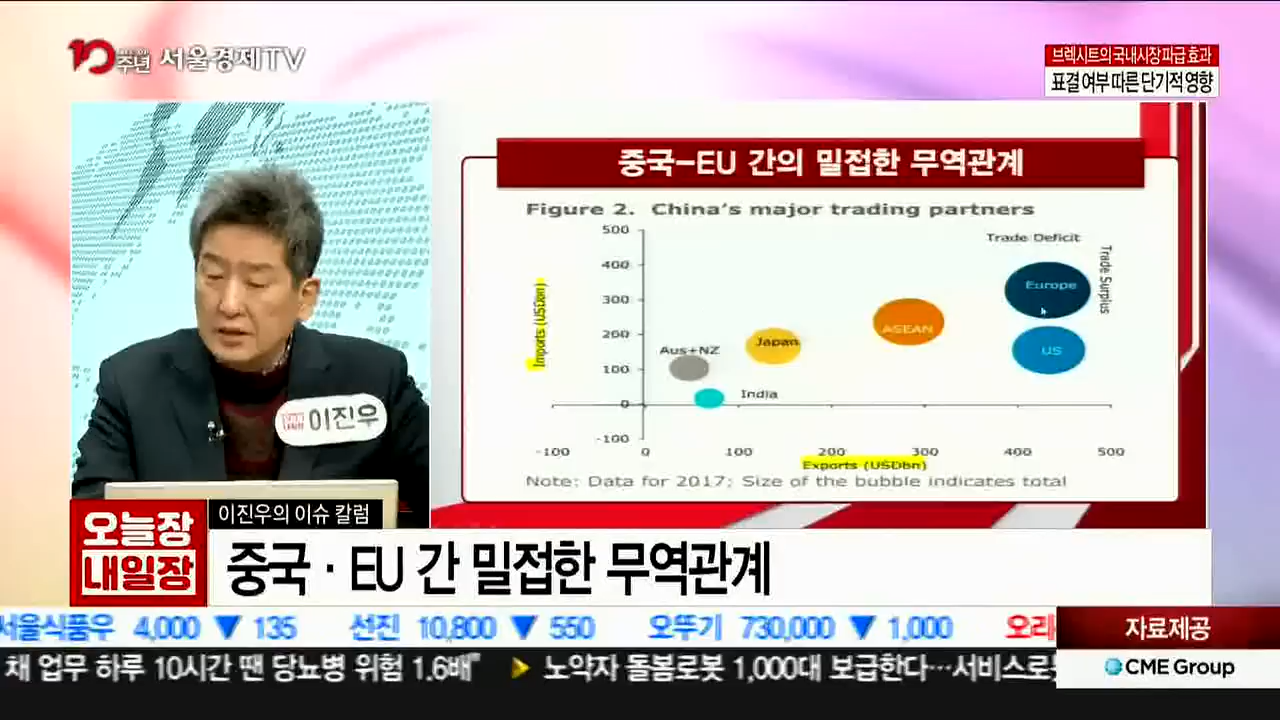 10주년 서울경제TV
브렉시트의 국내시장 파급 효과
표결 여부 따른 단기적 영향
중국-EU 간의 밀접한 무역관계
Figure 2. China's major trading partners
500
400
300
200
100
0
-100
Imports (USDbn)
Trade Deficit
Trade Surplus
Europe
US
ASEAN
Japan
Aus+NZ
India
-100 0 100 200 300 400 500
Exports (USDbn)
Note: Data for 2017; Size of the bubble indicates total
이진우
오늘장
내일장
이진우의 이슈 칼럼
중국·EU 간 밀접한 무역관계
서울식품우 4,000 ▼ 135 선진 10,800 ▼ 550 오뚜기 730,000 ▼ 1,000 오리
자료제공
채 업무 하루 10시간 땐 당뇨병 위험 1.6배" ▶ 노약자 돌봄로봇 1,000대 보급한다…서비스로봇
CME Group